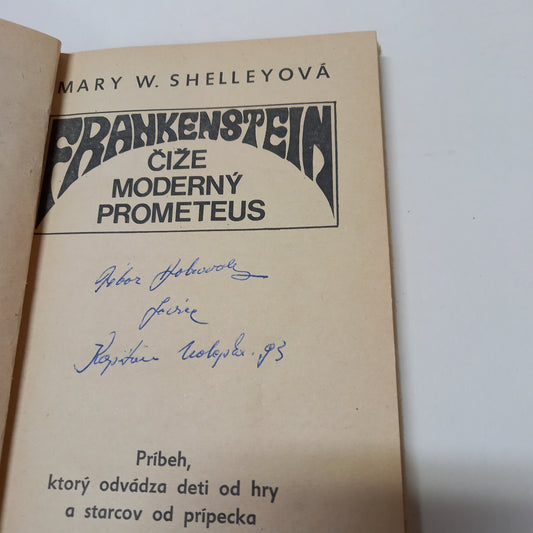 MARY W. SHELLEYOVÁ
FRANKENSTEIN
ČIŽE
MODERNÝ
PROMETEUS
Príbeh,
ktorý odvádza deti od hry
a starcov od prípecka